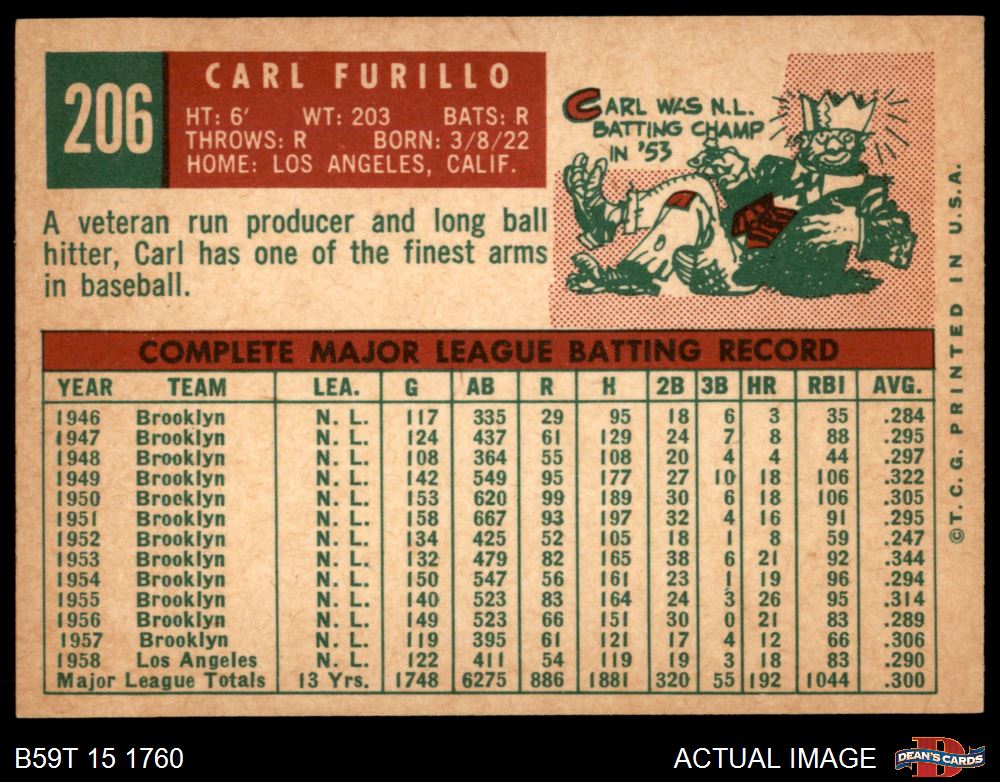 206
CARL FURILLO
HT: 6' WT: 203 BATS: R
THROWS: R BORN: 3/8/22
HOME: LOS ANGELES, CALIF.
CARL WAS N.L.
BATTING CHAMP
IN '53
A veteran run producer and long ball
hitter, Carl has one of the finest arms
in baseball.
COMPLETE MAJOR LEAGUE BATTING RECORD
YEAR TEAM LEA. G AB R H 2B 3B HR RBI AVG.
1946 Brooklyn N. L. 117 335 29 95 18 6 3 35 .284
1947 Brooklyn N. L. 124 437 61 129 24 7 8 88 .295
1948 Brooklyn N. L. 108 364 55 108 20 4 4 44 .297
1949 Brooklyn N. L. 142 549 95 177 27 10 18 106 .322
1950 Brooklyn N. L. 153 620 99 189 30 6 18 106 .305
1951 Brooklyn N. L. 158 667 93 197 32 4 16 91 .295
1952 Brooklyn N. L. 134 425 52 105 18 1 8 59 .247
1953 Brooklyn N. L. 132 479 82 165 38 6 21 92 .344
1954 Brooklyn N. L. 150 547 56 161 23 1 19 96 .294
1955 Brooklyn N. L. 140 523 83 164 24 3 26 95 .314
1956 Brooklyn N. L. 149 523 66 151 30 0 21 83 .289
1957 Brooklyn N. L. 119 395 61 121 17 4 12 66 .306
1958 Los Angeles N. L. 122 411 54 119 19 3 18 83 .290
Major League Totals 13 Yrs. 1748 6275 886 1881 320 55 192 1044 .300
©T. C. G. PRINTED IN U.S.A.
B59T 15 1760
ACTUAL IMAGE
D
DEAN'S CARDS